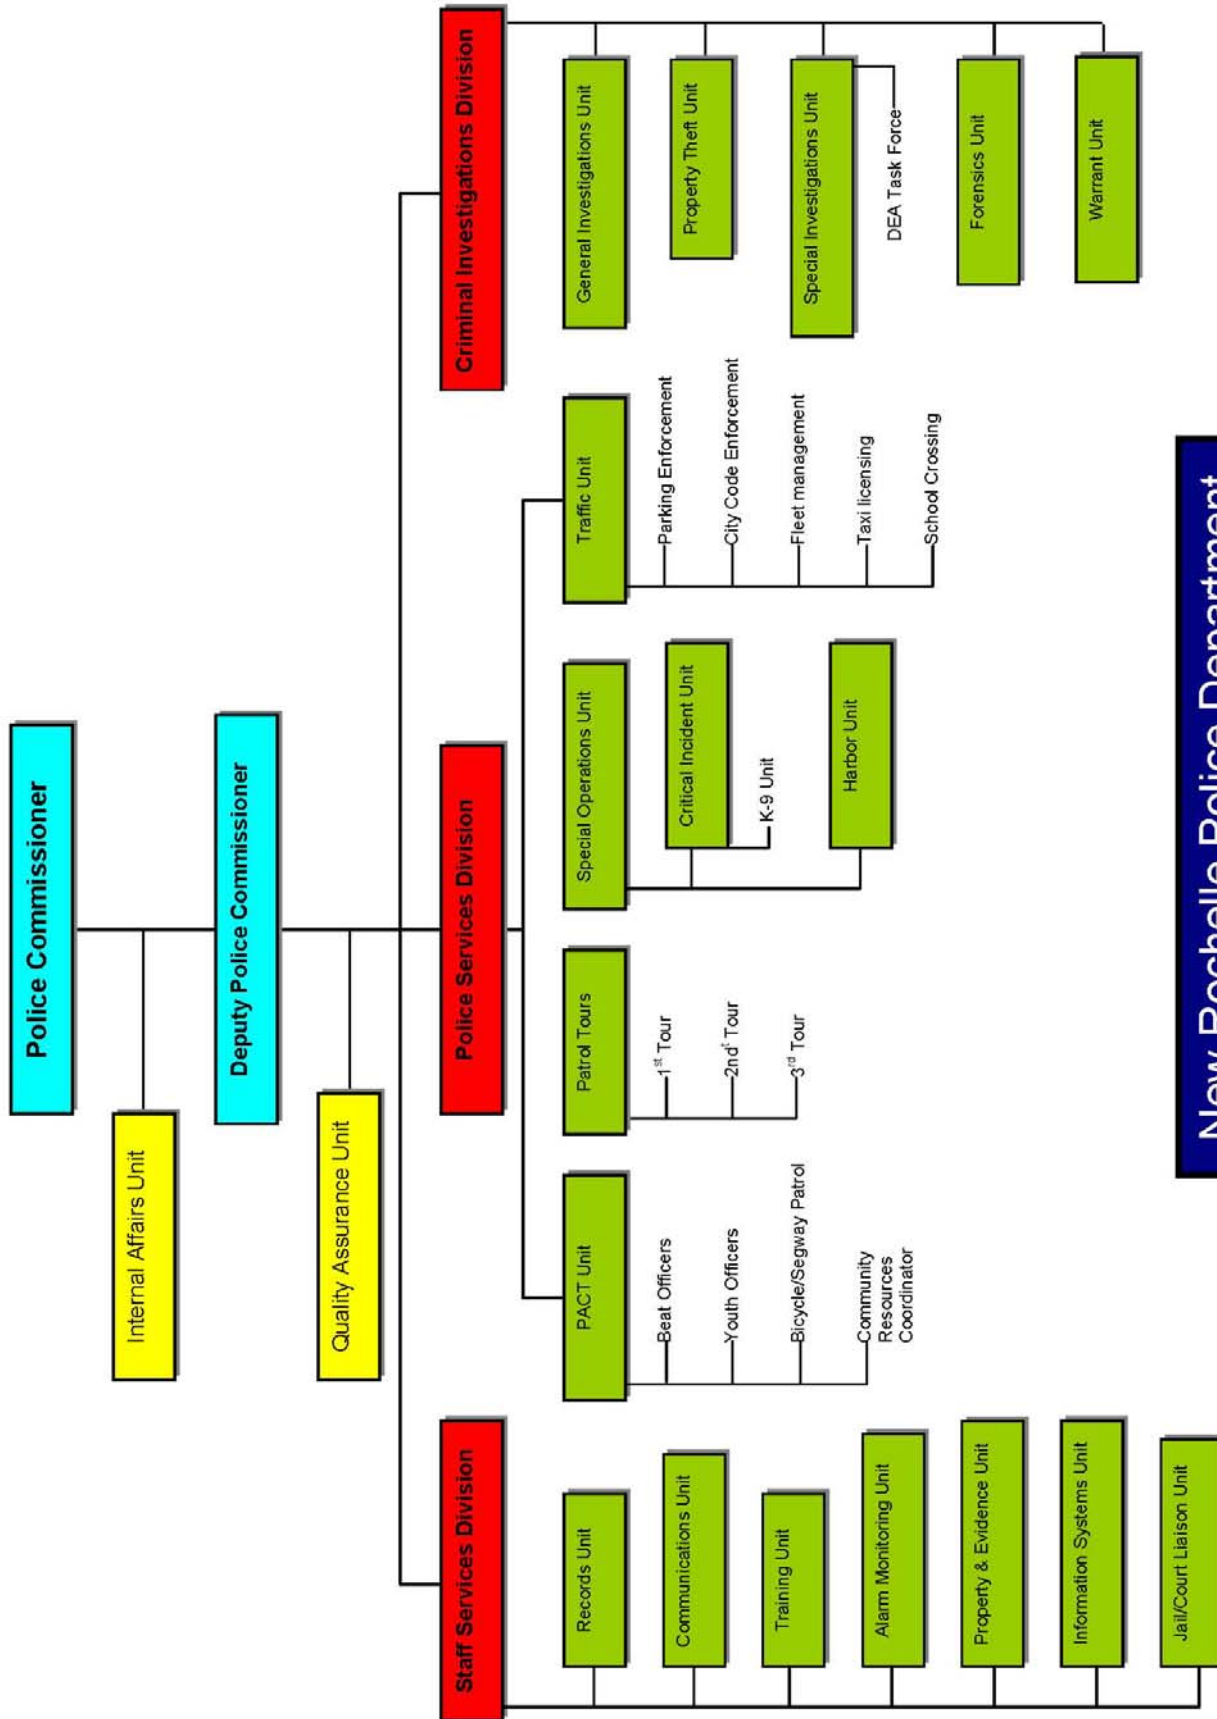 Police Commissioner
Internal Affairs Unit
Deputy Police Commissioner
Quality Assurance Unit
Staff Services Division
Police Services Division
Criminal Investigations Division
Records Unit
Communications Unit
Training Unit
Alarm Monitoring Unit
Property & Evidence Unit
Information Systems Unit
Jail/Court Liaison Unit
PACT Unit
Beat Officers
Youth Officers
Bicycle/Segway Patrol
Community
Resources
Coordinator
Patrol Tours
1st Tour
2ndt Tour
3rd Tour
Special Operations Unit
Critical Incident Unit
K-9 Unit
Harbor Unit
Traffic Unit
Parking Enforcement
City Code Enforcement
Fleet management
Taxi licensing
School Crossing
General Investigations Unit
Property Theft Unit
Special Investigations Unit
DEA Task Force
Forensics Unit
Warrant Unit
New Rochelle Police Department